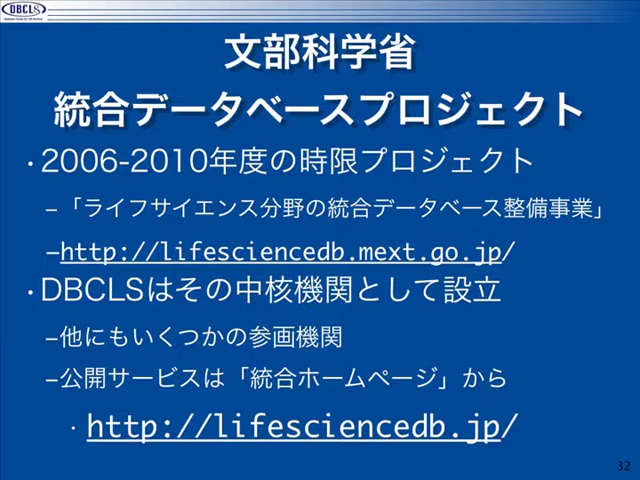 DBCLS
文部科学省
統合データベースプロジェクト
・2006-2010年度の時限プロジェクト
–「ライフサイエンス分野の統合データベース整備事業」
–http://lifesciencedb.mext.go.jp/
・DBCLSはその中核機関として設立
–他にもいくつかの参画機関
–公開サービスは「統合ホームページ」から
・http://lifesciencedb.jp/
32